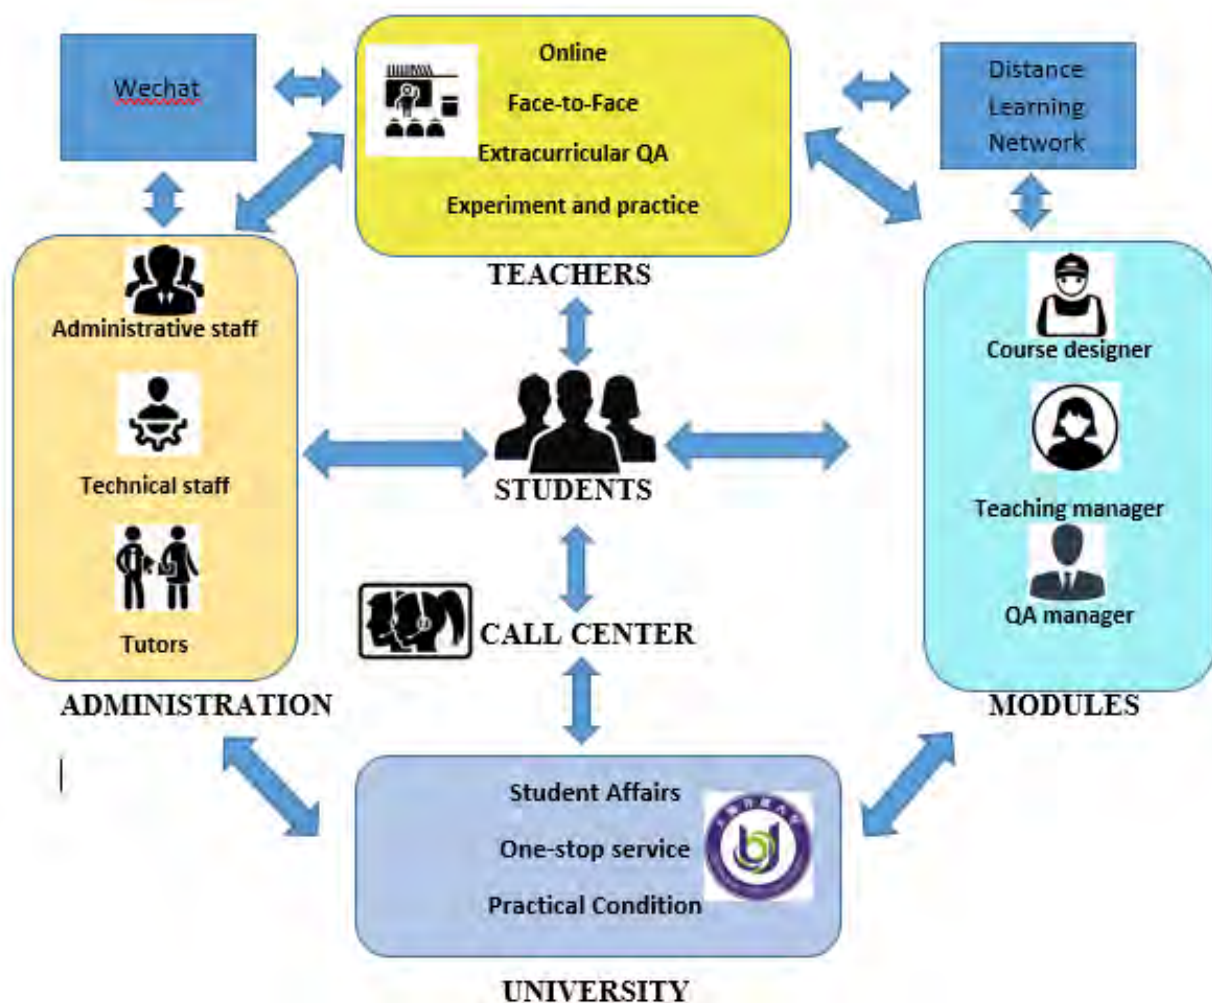 Wechat
Online
Face-to-Face
Extracurricular QA
Experiment and practice
TEACHERS
Distance
Learning
Network
Administrative staff
Technical staff
Tutors
ADMINISTRATION
STUDENTS
CALL CENTER
Course designer
Teaching manager
QA manager
MODULES
Student Affairs
One-stop service
Practical Condition
UNIVERSITY